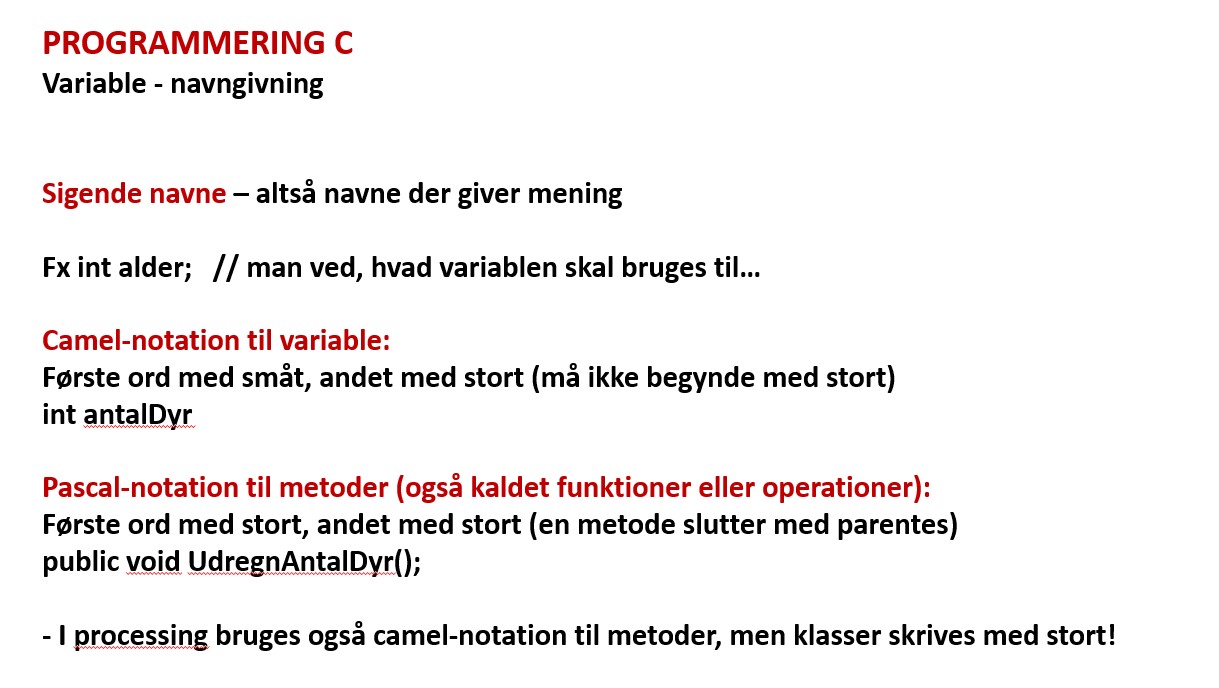 PROGRAMMERING C
Variable - navngivning
Sigende navne – altså navne der giver mening
Fx int alder;   // man ved, hvad variablen skal bruges til…
Camel-notation til variable:
Første ord med småt, andet med stort (må ikke begynde med stort)
int antalDyr
Pascal-notation til metoder (også kaldet funktioner eller operationer):
Første ord med stort, andet med stort (en metode slutter med parentes)
public void UdregnAntalDyr();
- I processing bruges også camel-notation til metoder, men klasser skrives med stort!